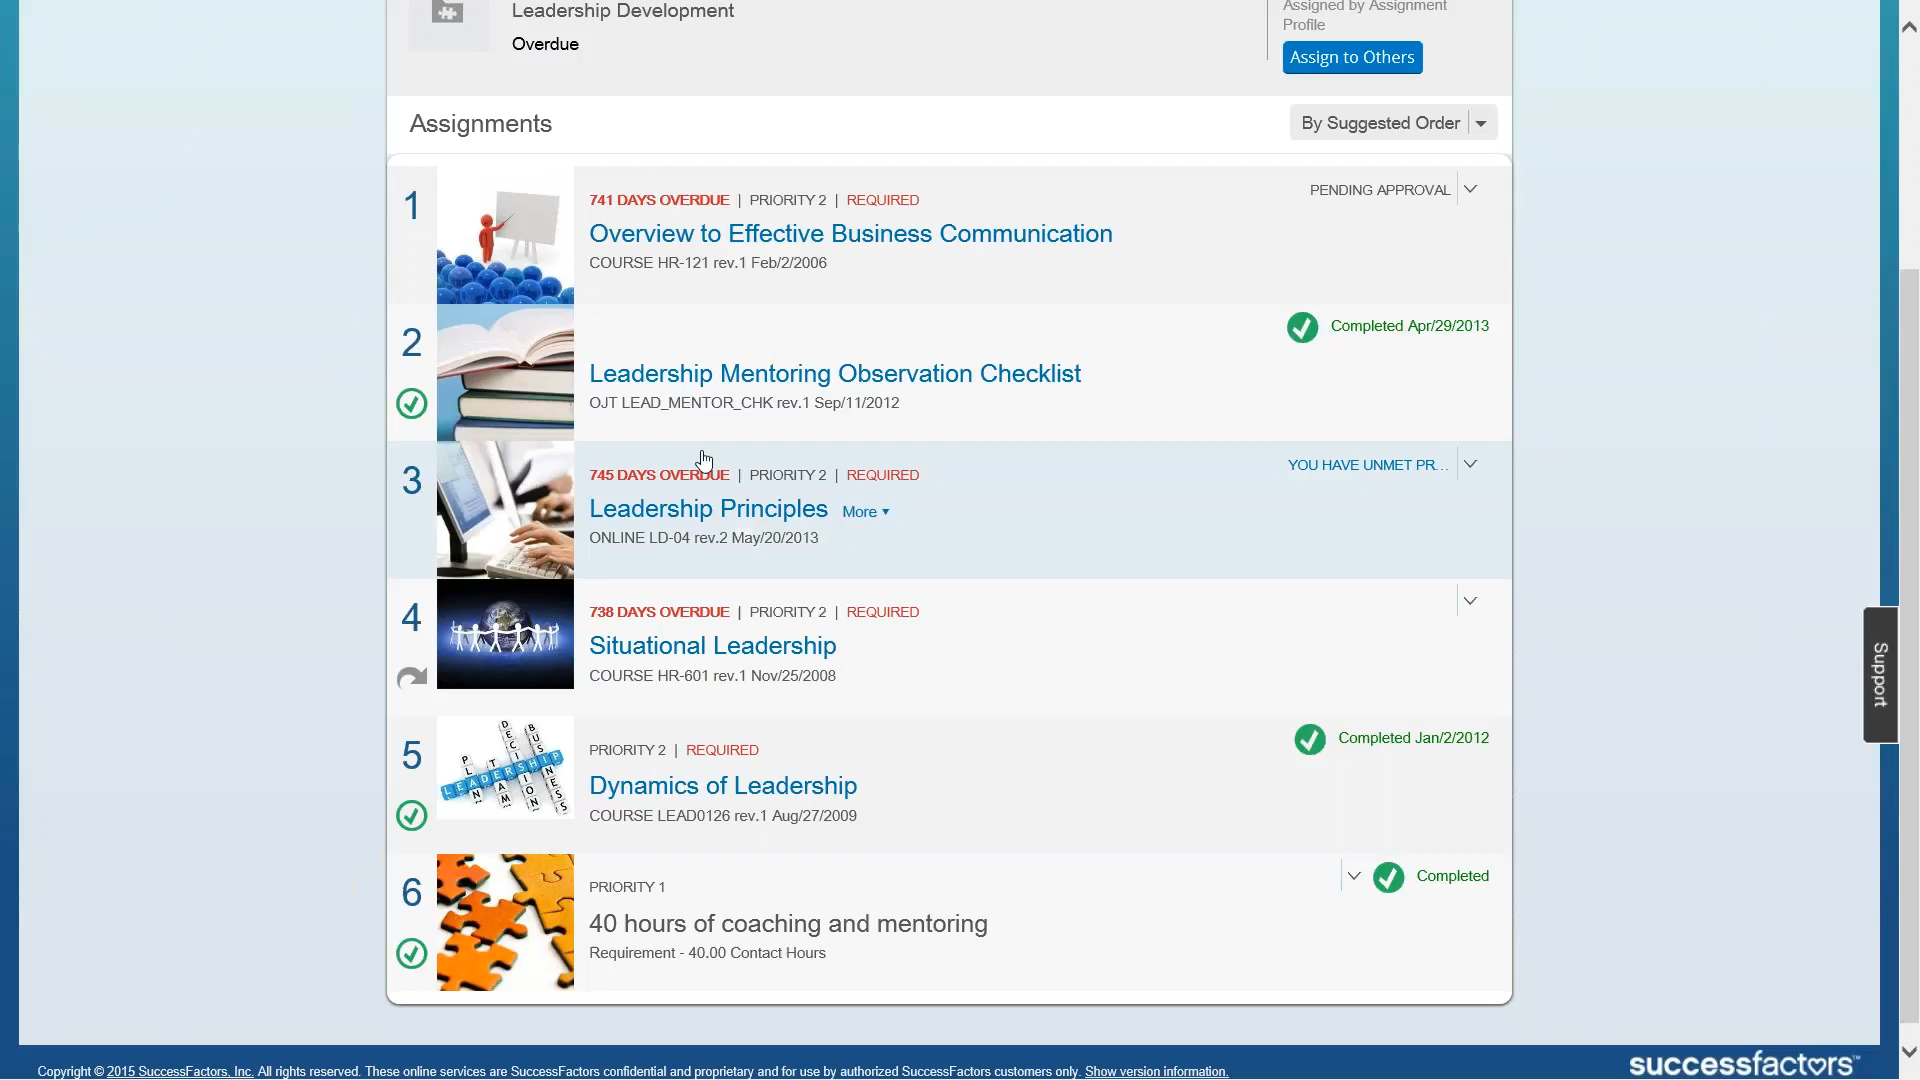 Leadership Development
Overdue
Assigned by Assignment
Profile
Assign to Others
Assignments
By Suggested Order
1
741 DAYS OVERDUE | PRIORITY 2 | REQUIRED
PENDING APPROVAL
Overview to Effective Business Communication
COURSE HR-121 rev.1 Feb/2/2006
2
Completed Apr/29/2013
Leadership Mentoring Observation Checklist
OJT LEAD_MENTOR_CHK rev.1 Sep/11/2012
3
745 DAYS OVERDUE | PRIORITY 2 | REQUIRED
YOU HAVE UNMET PR...
Leadership Principles More
ONLINE LD-04 rev.2 May/20/2013
4
738 DAYS OVERDUE | PRIORITY 2 | REQUIRED
Situational Leadership
COURSE HR-601 rev.1 Nov/25/2008
Support
5
PRIORITY 2 | REQUIRED
Completed Jan/2/2012
Dynamics of Leadership
COURSE LEAD0126 rev.1 Aug/27/2009
LEADERSHIP
PLAN
TEAM
DECISION
BUSINESS
6
PRIORITY 1
Completed
40 hours of coaching and mentoring
Requirement - 40.00 Contact Hours
Copyright © 2015 SuccessFactors, Inc. All rights reserved. These online services are SuccessFactors confidential and proprietary and for use by authorized SuccessFactors customers only. Show version information.
successfactors™